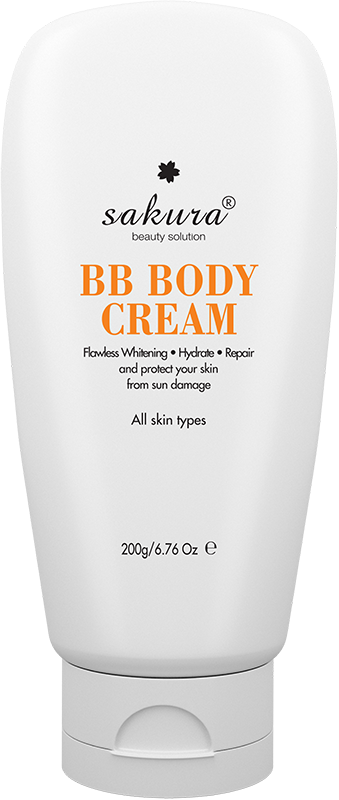 sakura®
beauty solution
BB BODY
CREAM
Flawless Whitening • Hydrate • Repair
and protect your skin
from sun damage
All skin types
200g/6.76 Oz ℮